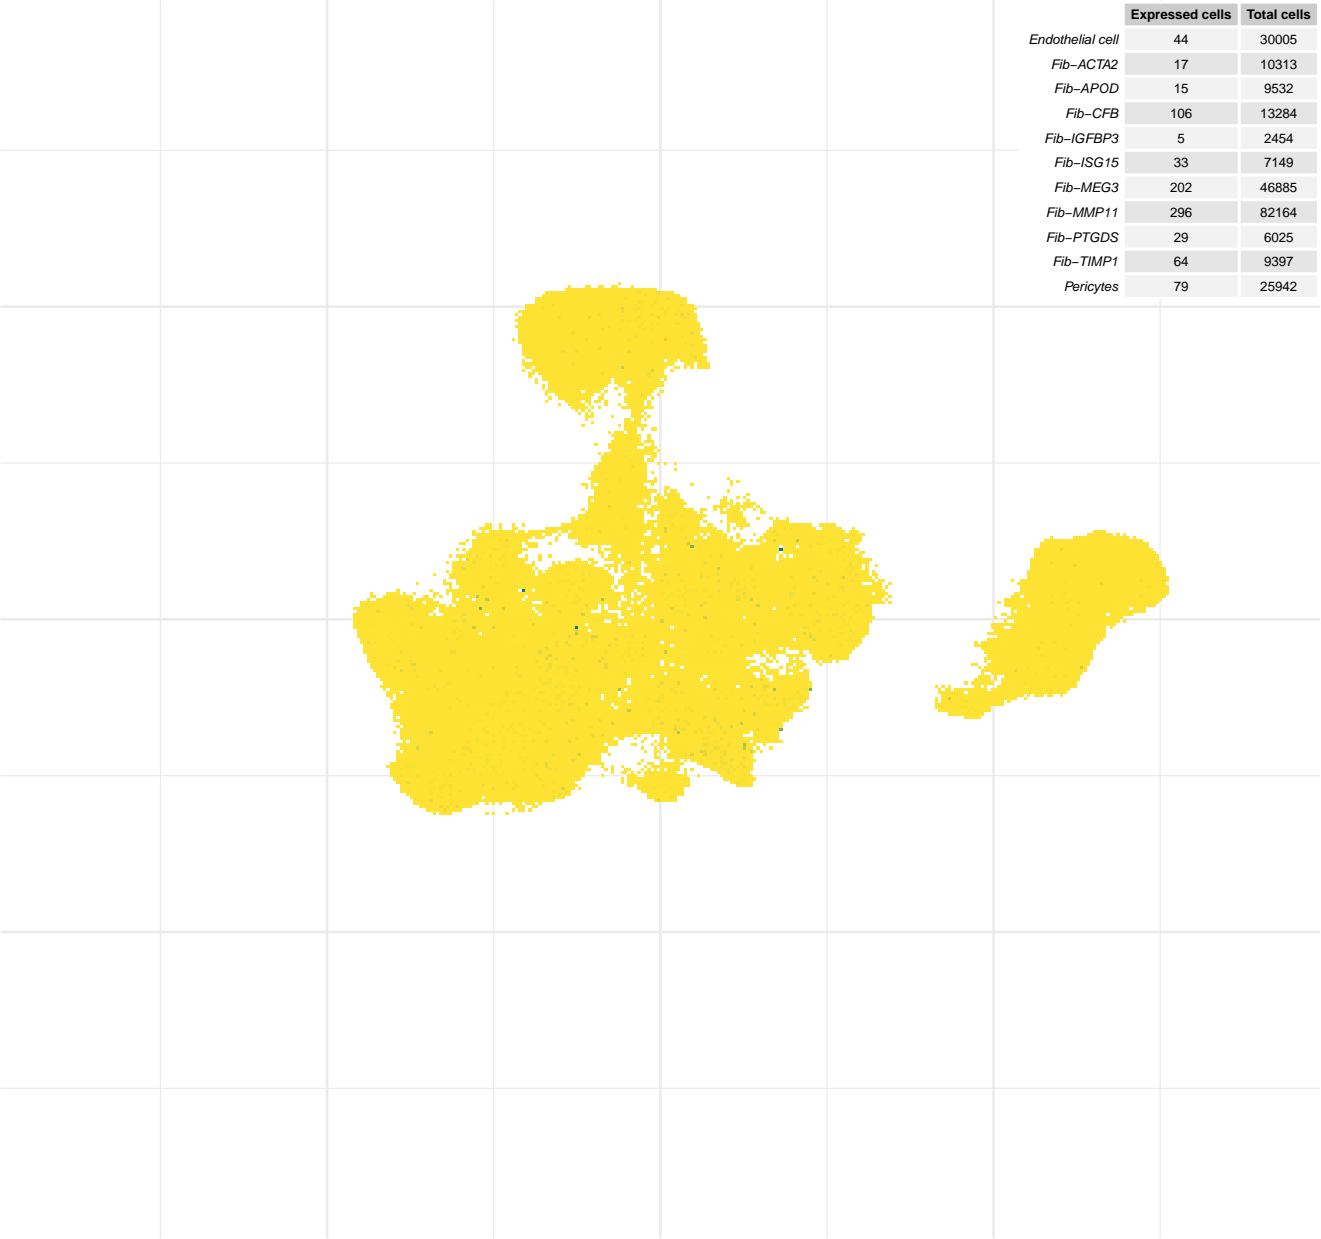 Expressed cells Total cells
Endothelial cell 44 30005
Fib−ACTA2 17 10313
Fib−APOD 15 9532
Fib−CFB 106 13284
Fib−IGFBP3 5 2454
Fib−ISG15 33 7149
Fib−MEG3 202 46885
Fib−MMP11 296 82164
Fib−PTGDS 29 6025
Fib−TIMP1 64 9397
Pericytes 79 25942